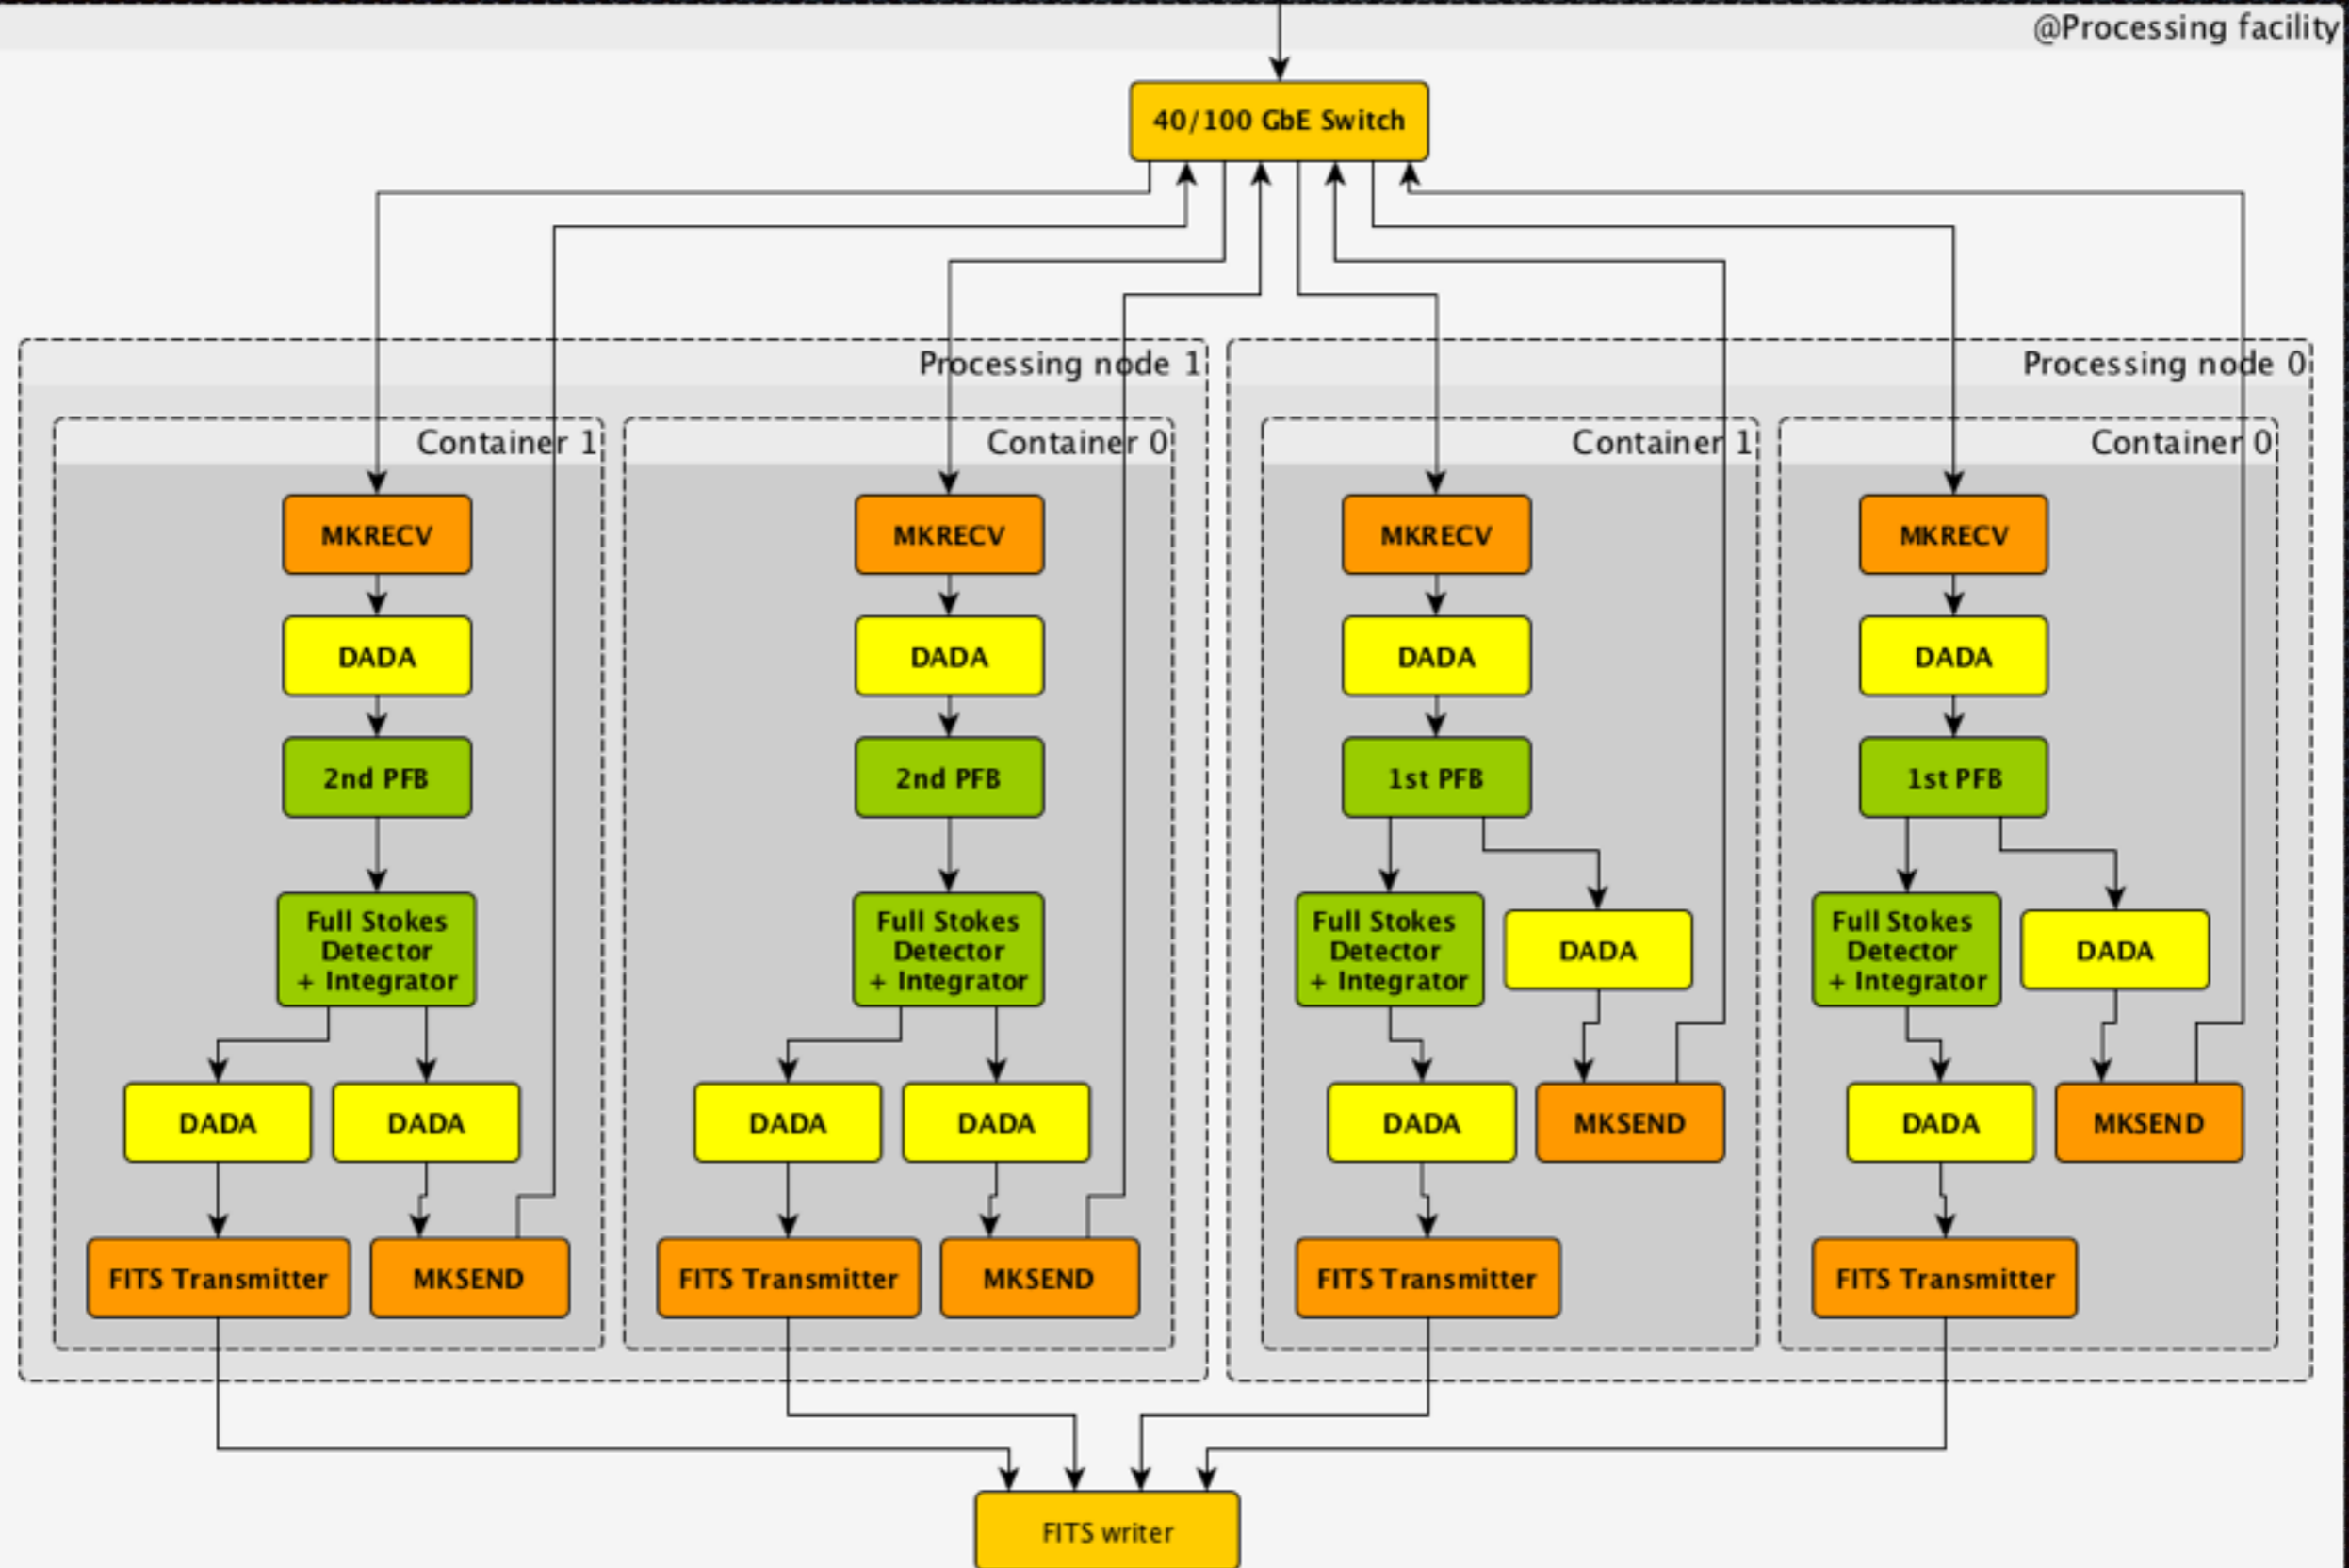 @Processing facility
40/100 GbE Switch
Processing node 1
Processing node 0
Container 1
Container 0
Container 1
Container 0
MKRECV
MKRECV
MKRECV
MKRECV
DADA
DADA
DADA
DADA
2nd PFB
2nd PFB
1st PFB
1st PFB
Full Stokes
Detector
+ Integrator
Full Stokes
Detector
+ Integrator
Full Stokes
Detector
+ Integrator
DADA
Full Stokes
Detector
+ Integrator
DADA
DADA
DADA
DADA
DADA
DADA
MKSEND
DADA
MKSEND
FITS Transmitter
MKSEND
FITS Transmitter
MKSEND
FITS Transmitter
FITS Transmitter
FITS writer